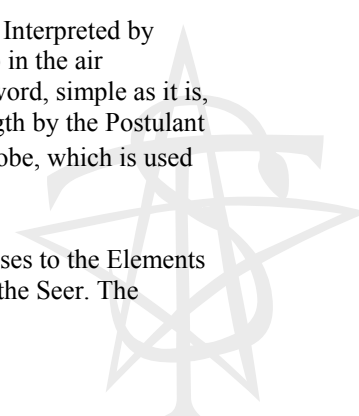 Interpreted by
in the air
word, simple as it is,
gth by the Postulant
obe, which is used
ses to the Elements
the Seer. The